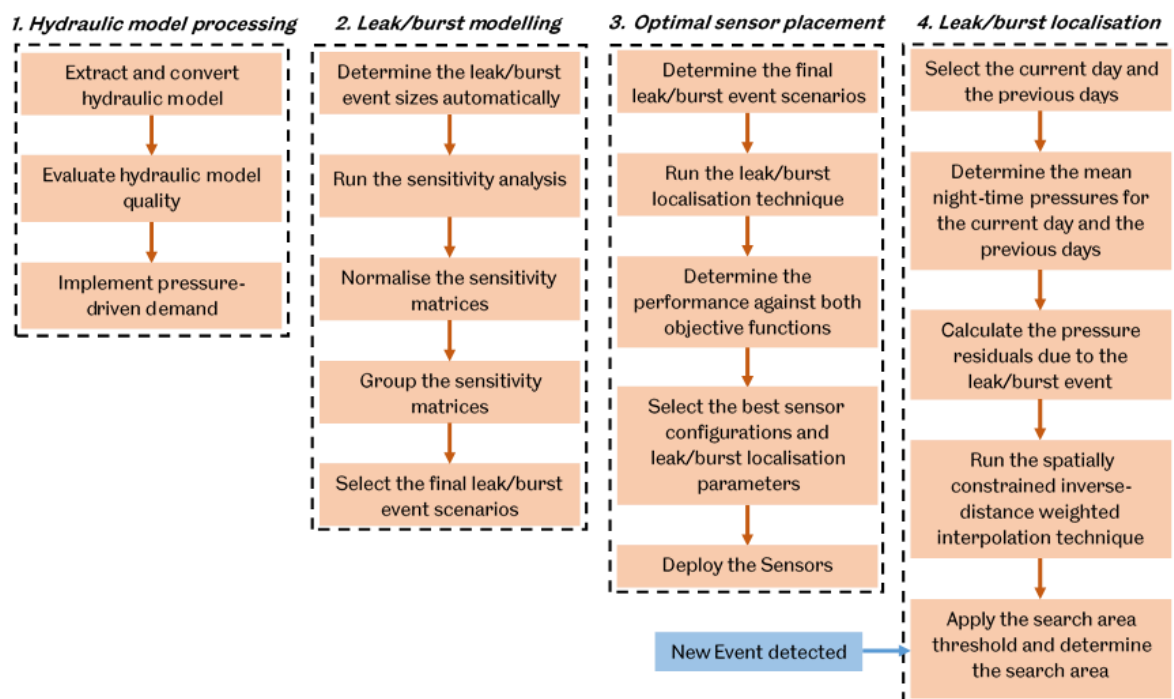 1. Hydraulic model processing
Extract and convert
hydraulic model
Evaluate hydraulic model
quality
Implement pressure-
driven demand
2. Leak/burst modelling
Determine the leak/burst
event sizes automatically
Run the sensitivity analysis
Normalise the sensitivity
matrices
Group the sensitivity
matrices
Select the final leak/burst
event scenarios
3. Optimal sensor placement
Determine the final
leak/burst event scenarios
Run the leak/burst
localisation technique
Determine the
performance against both
objective functions
Select the best sensor
configurations and
leak/burst localisation
parameters
Deploy the Sensors
4. Leak/burst localisation
Select the current day and
the previous days
Determine the mean
night-time pressures for
the current day and the
previous days
Calculate the pressure
residuals due to the
leak/burst event
Run the spatially
constrained inverse-
distance weighted
interpolation technique
Apply the search area
threshold and determine
the search area
New Event detected